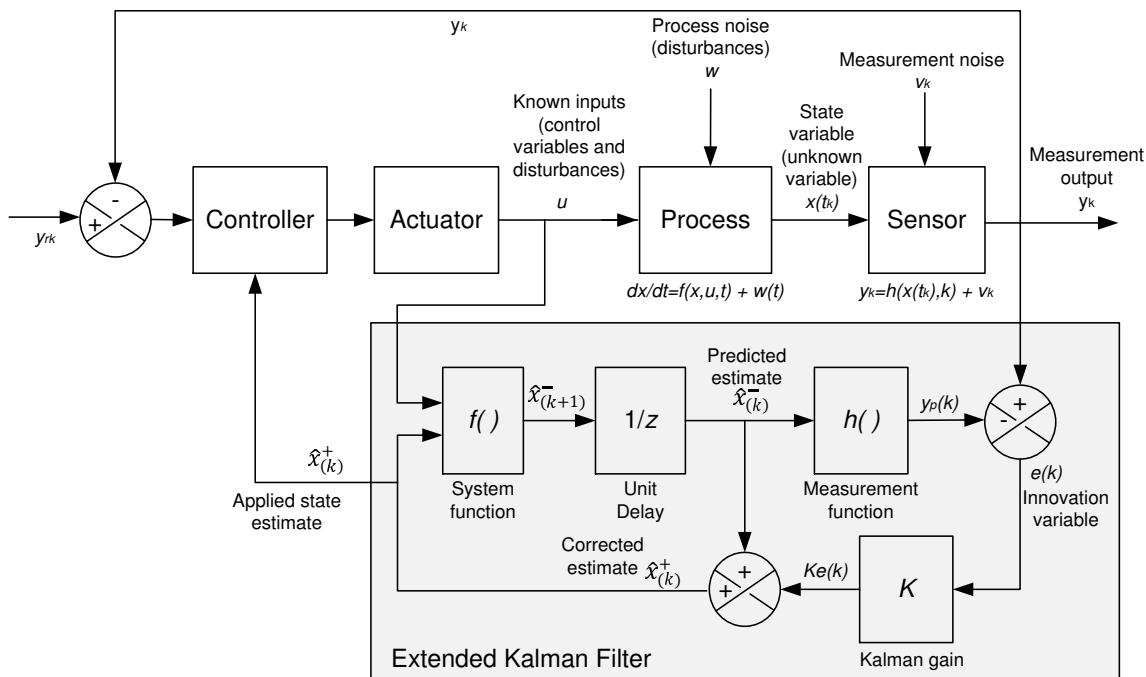 yk
Process noise
(disturbances)
w
Measurement noise
vk
Known inputs
(control
variables and
disturbances)
u
State
variable
(unknown
variable)
x(tk)
Measurement
output
yk
-
+
yrk
Controller
Actuator
Process
Sensor
dx/dt=f(x,u,t) + w(t)
yk=h(x(tk),k) + vk
f( )
System
function
x̂⁻(k+1)
1/z
Unit
Delay
Predicted
estimate
x̂⁻(k)
h( )
Measurement
function
yp(k)
+
-
e(k)
Innovation
variable
x̂⁺(k)
Applied state
estimate
Corrected
estimate x̂⁺(k)
+
+
Ke(k)
K
Kalman gain
Extended Kalman Filter